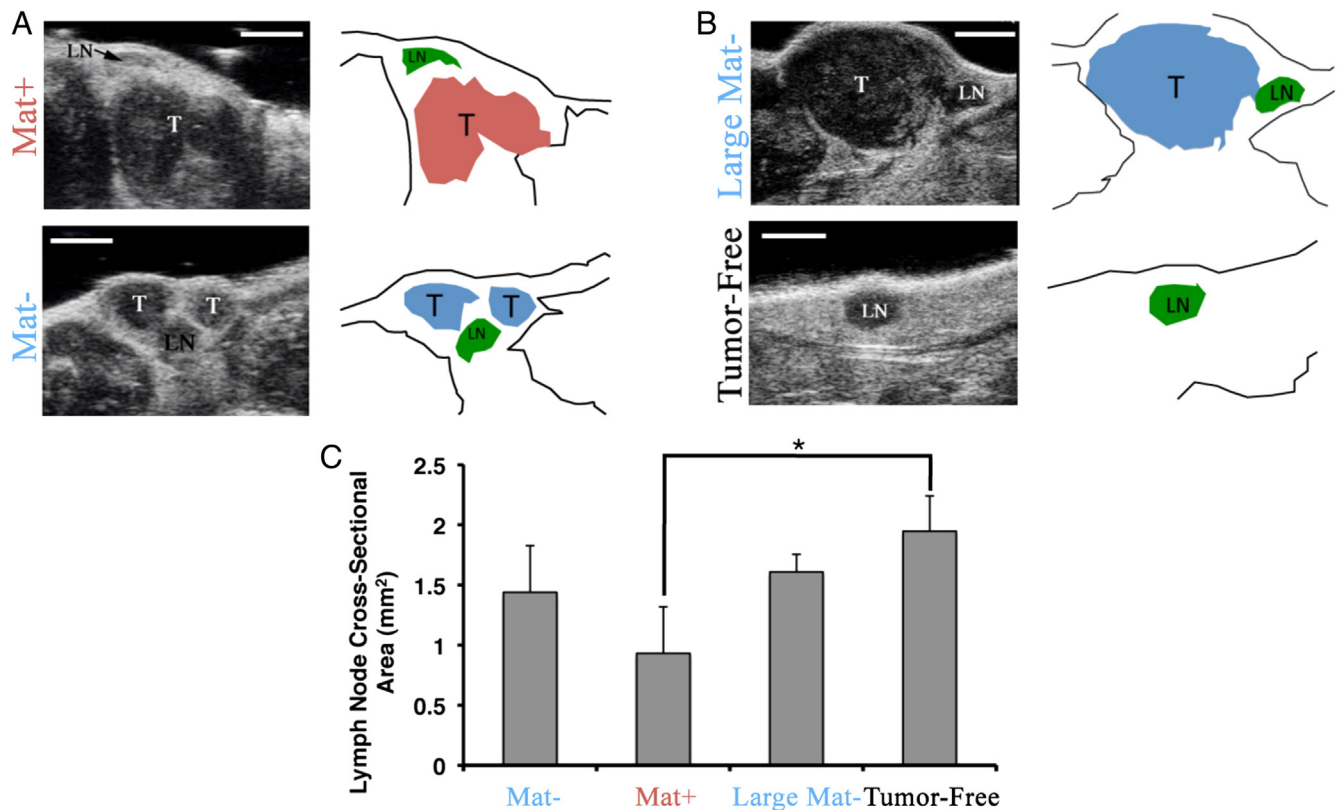 A
B
Mat+
LN
T
LN
T
Large Mat-
T
LN
T
LN
Mat-
T
T
LN
T
T
LN
Tumor-Free
LN
LN
C
Lymph Node Cross-Sectional
Area (mm²)
2.5
2
1.5
1
0.5
0
*
Mat-
Mat+
Large Mat-
Tumor-Free